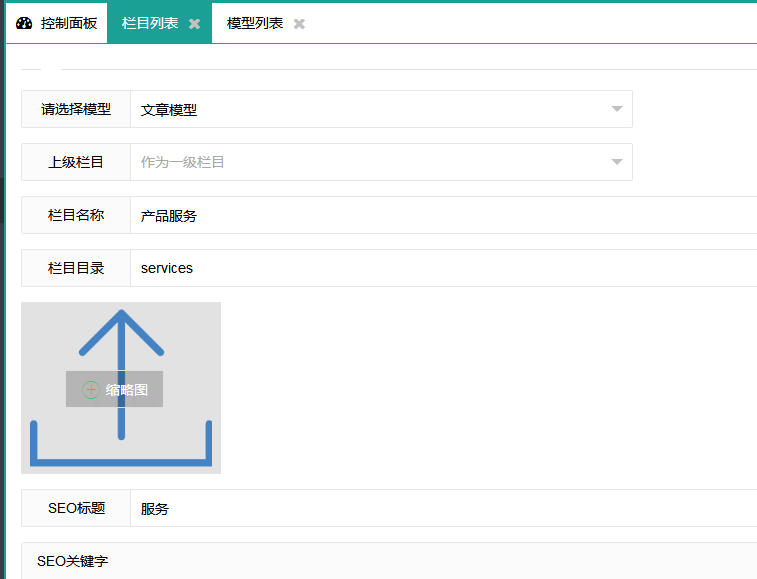 控制面板 栏目列表 模型列表
请选择模型 文章模型
上级栏目 作为一级栏目
栏目名称 产品服务
栏目目录 services
缩略图
SEO标题 服务
SEO关键字